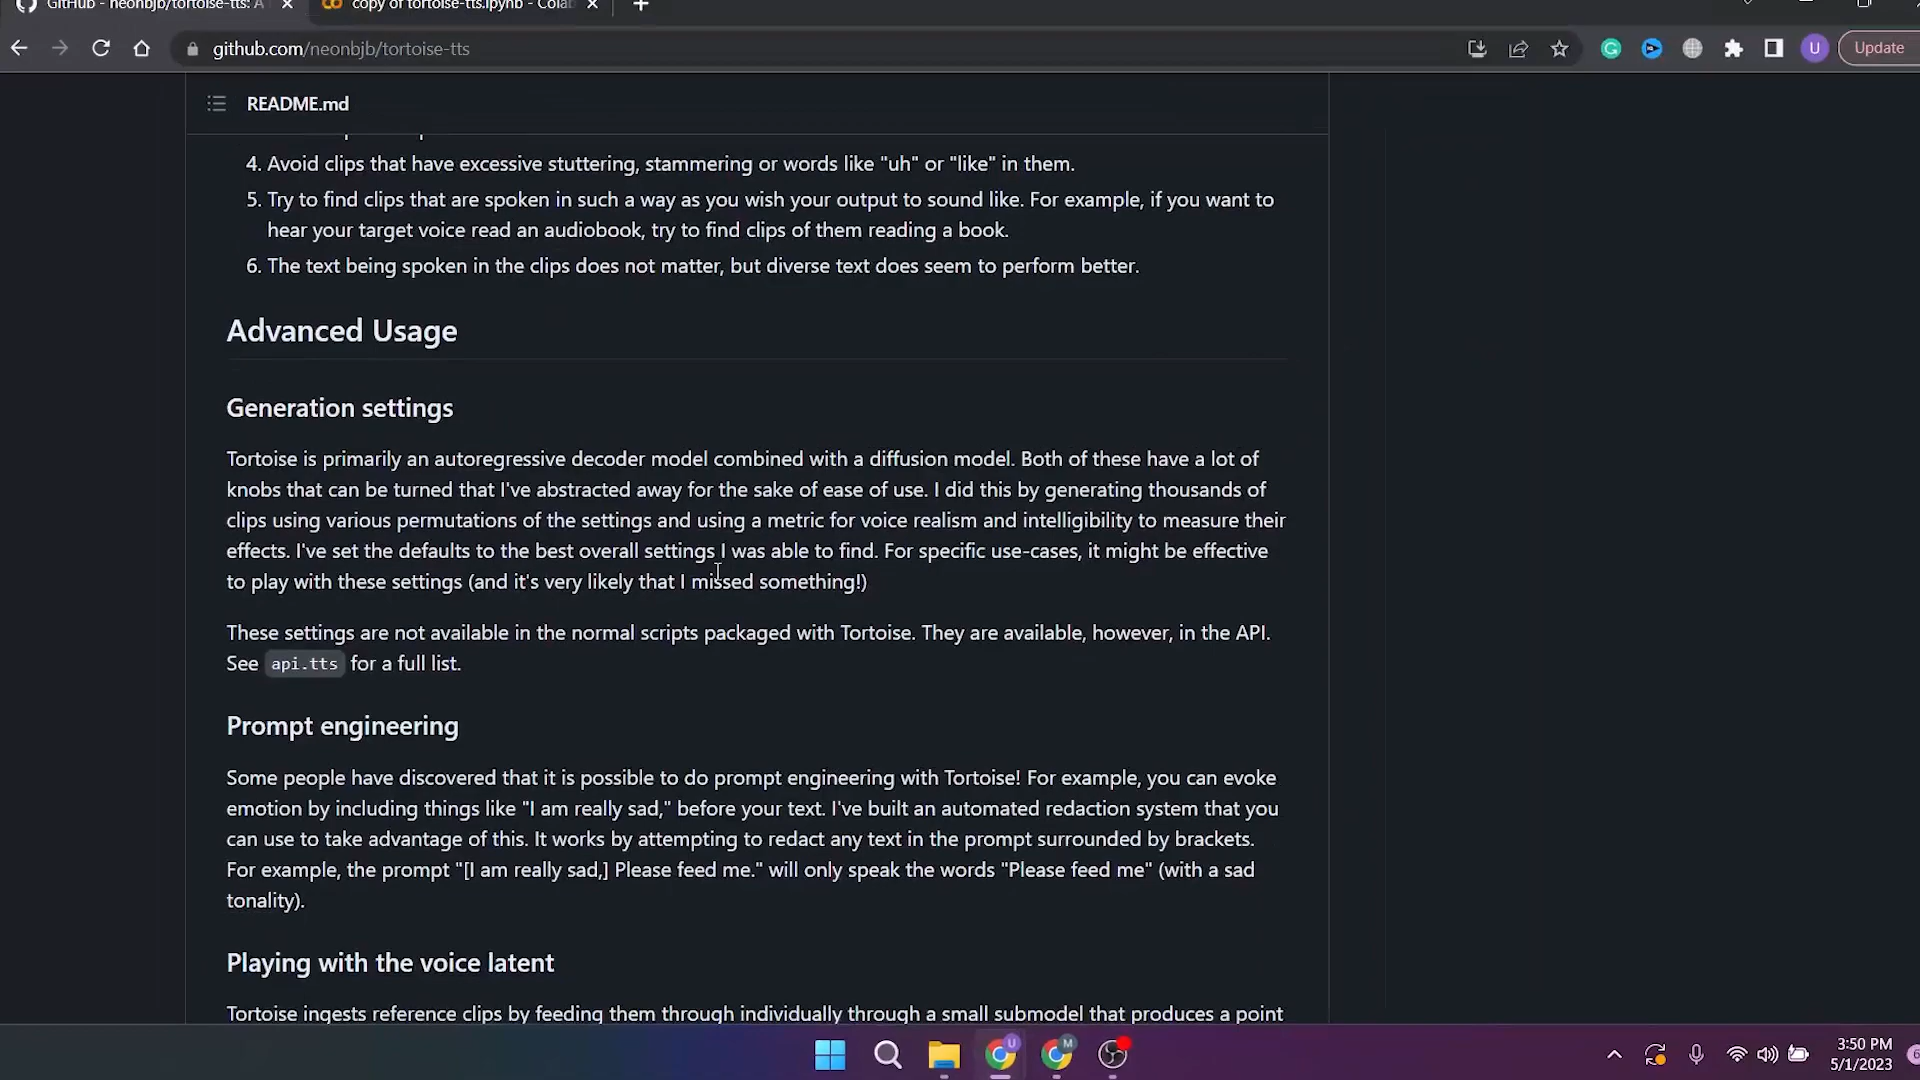 GitHub - neonbjb/tortoise-tts: A
copy of tortoise-tts.ipynb - Cola
github.com/neonbjb/tortoise-tts
U
Update
README.md
4. Avoid clips that have excessive stuttering, stammering or words like "uh" or "like" in them.
5. Try to find clips that are spoken in such a way as you wish your output to sound like. For example, if you want to
hear your target voice read an audiobook, try to find clips of them reading a book.
6. The text being spoken in the clips does not matter, but diverse text does seem to perform better.
Advanced Usage
Generation settings
Tortoise is primarily an autoregressive decoder model combined with a diffusion model. Both of these have a lot of
knobs that can be turned that I've abstracted away for the sake of ease of use. I did this by generating thousands of
clips using various permutations of the settings and using a metric for voice realism and intelligibility to measure their
effects. I've set the defaults to the best overall settings I was able to find. For specific use-cases, it might be effective
to play with these settings (and it's very likely that I missed something!)
These settings are not available in the normal scripts packaged with Tortoise. They are available, however, in the API.
See api.tts for a full list.
Prompt engineering
Some people have discovered that it is possible to do prompt engineering with Tortoise! For example, you can evoke
emotion by including things like "I am really sad," before your text. I've built an automated redaction system that you
can use to take advantage of this. It works by attempting to redact any text in the prompt surrounded by brackets.
For example, the prompt "[I am really sad,] Please feed me." will only speak the words "Please feed me" (with a sad
tonality).
Playing with the voice latent
Tortoise ingests reference clips by feeding them through individually through a small submodel that produces a point
U
M
3:50 PM
5/1/2023
6